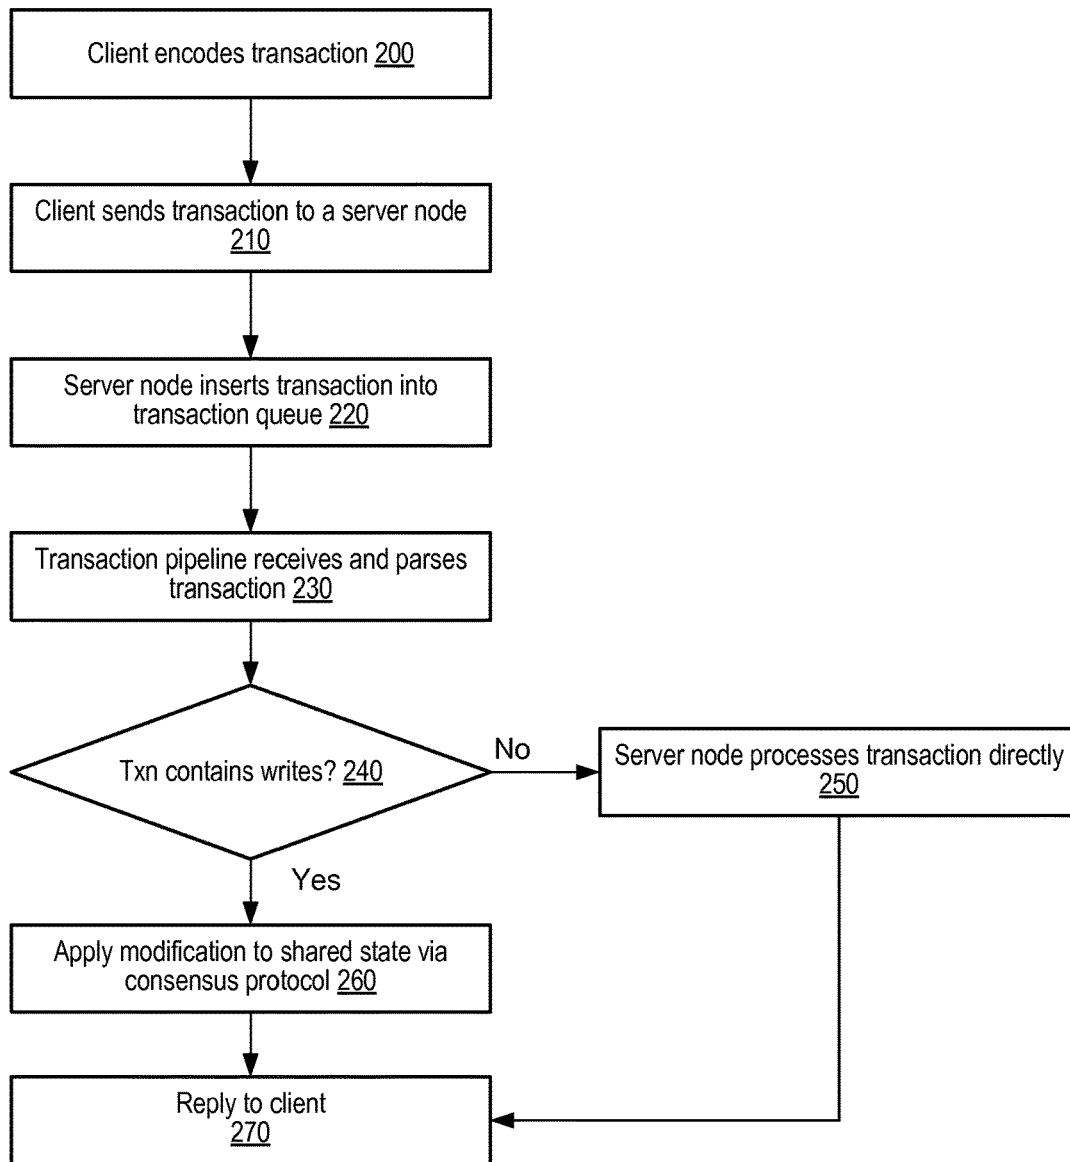 Client encodes transaction 200
Client sends transaction to a server node
210
Server node inserts transaction into
transaction queue 220
Transaction pipeline receives and parses
transaction 230
Txn contains writes? 240
No
Server node processes transaction directly
250
Yes
Apply modification to shared state via
consensus protocol 260
Reply to client
270